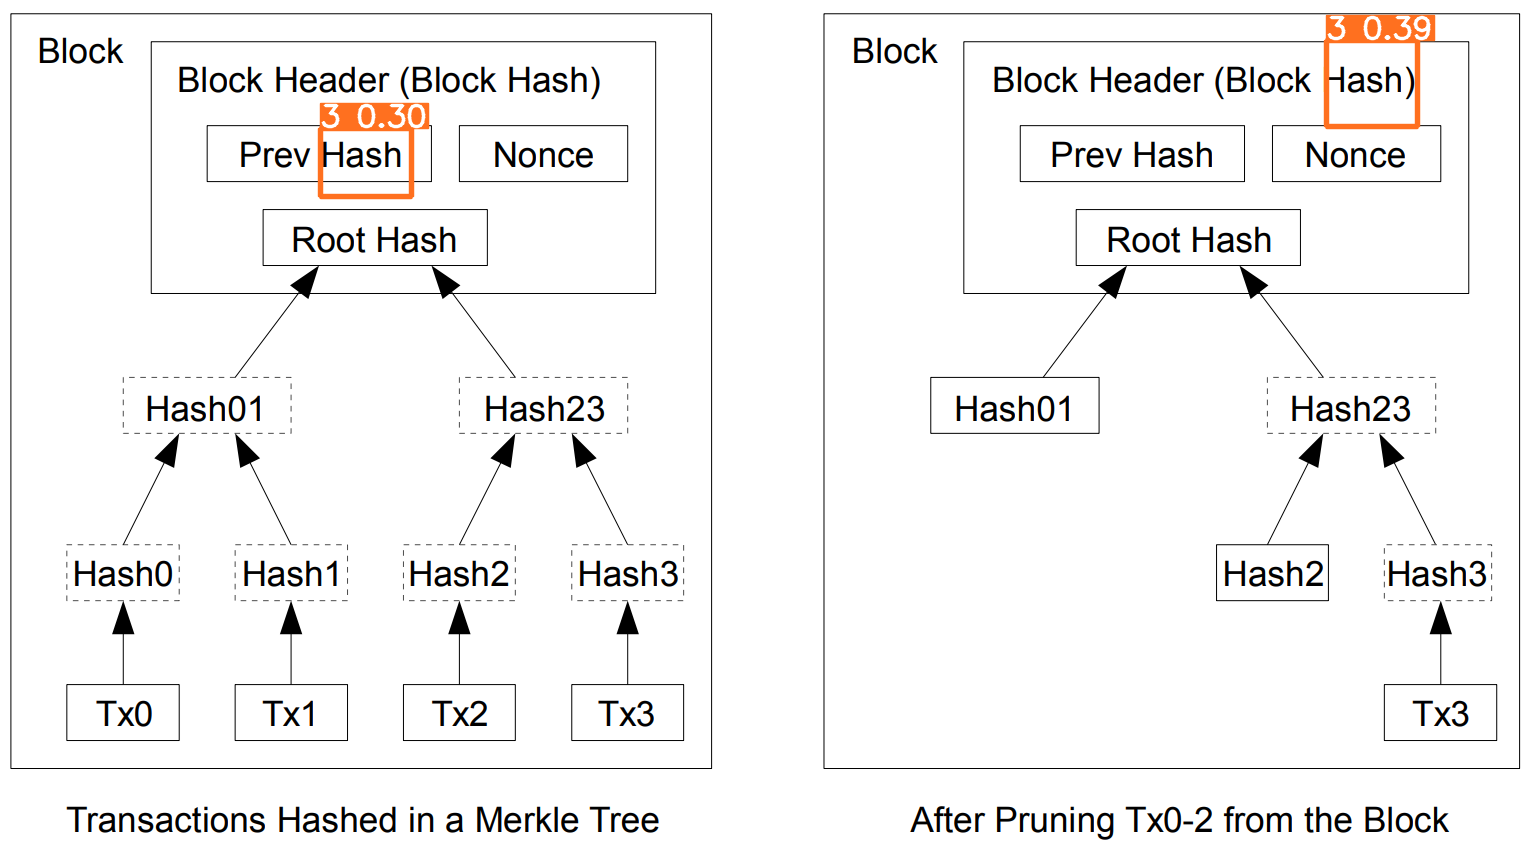 Block
Block Header (Block Hash)
3 0.30
Prev Hash
Nonce
Root Hash
Hash01
Hash23
Hash0
Hash1
Hash2
Hash3
Tx0
Tx1
Tx2
Tx3
Transactions Hashed in a Merkle Tree
3 0.39
Block
Block Header (Block Hash)
Prev Hash
Nonce
Root Hash
Hash01
Hash23
Hash2
Hash3
Tx3
After Pruning Tx0-2 from the Block